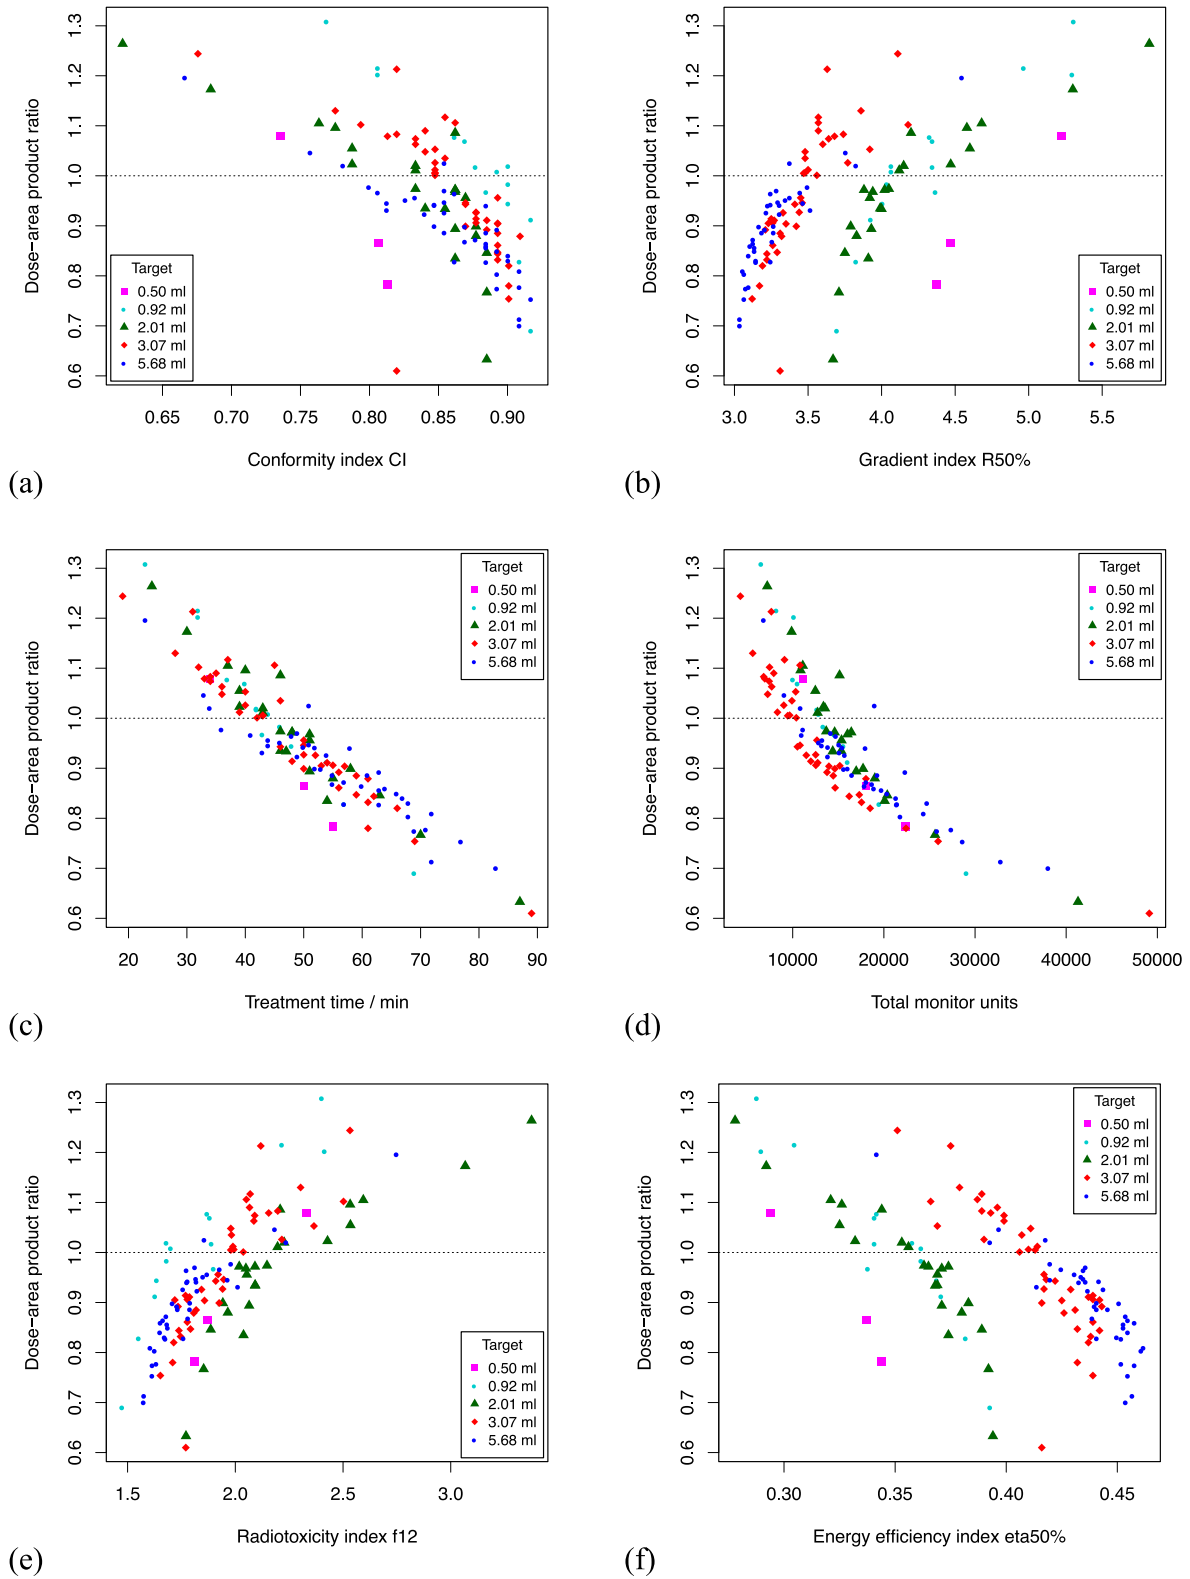 Dose−area product ratio
1.3
1.2
1.1
1.0
0.9
0.8
0.7
0.6
Target
0.50 ml
0.92 ml
2.01 ml
3.07 ml
5.68 ml
0.65 0.70 0.75 0.80 0.85 0.90
Conformity index CI
(a)
Dose−area product ratio
1.3
1.2
1.1
1.0
0.9
0.8
0.7
0.6
Target
0.50 ml
0.92 ml
2.01 ml
3.07 ml
5.68 ml
3.0 3.5 4.0 4.5 5.0 5.5
Gradient index R50%
(b)
Dose−area product ratio
1.3
1.2
1.1
1.0
0.9
0.8
0.7
0.6
Target
0.50 ml
0.92 ml
2.01 ml
3.07 ml
5.68 ml
20 30 40 50 60 70 80 90
Treatment time / min
(c)
Dose−area product ratio
1.3
1.2
1.1
1.0
0.9
0.8
0.7
0.6
Target
0.50 ml
0.92 ml
2.01 ml
3.07 ml
5.68 ml
10000 20000 30000 40000 50000
Total monitor units
(d)
Dose−area product ratio
1.3
1.2
1.1
1.0
0.9
0.8
0.7
0.6
Target
0.50 ml
0.92 ml
2.01 ml
3.07 ml
5.68 ml
1.5 2.0 2.5 3.0
Radiotoxicity index f12
(e)
Dose−area product ratio
1.3
1.2
1.1
1.0
0.9
0.8
0.7
0.6
Target
0.50 ml
0.92 ml
2.01 ml
3.07 ml
5.68 ml
0.30 0.35 0.40 0.45
Energy efficiency index eta50%
(f)